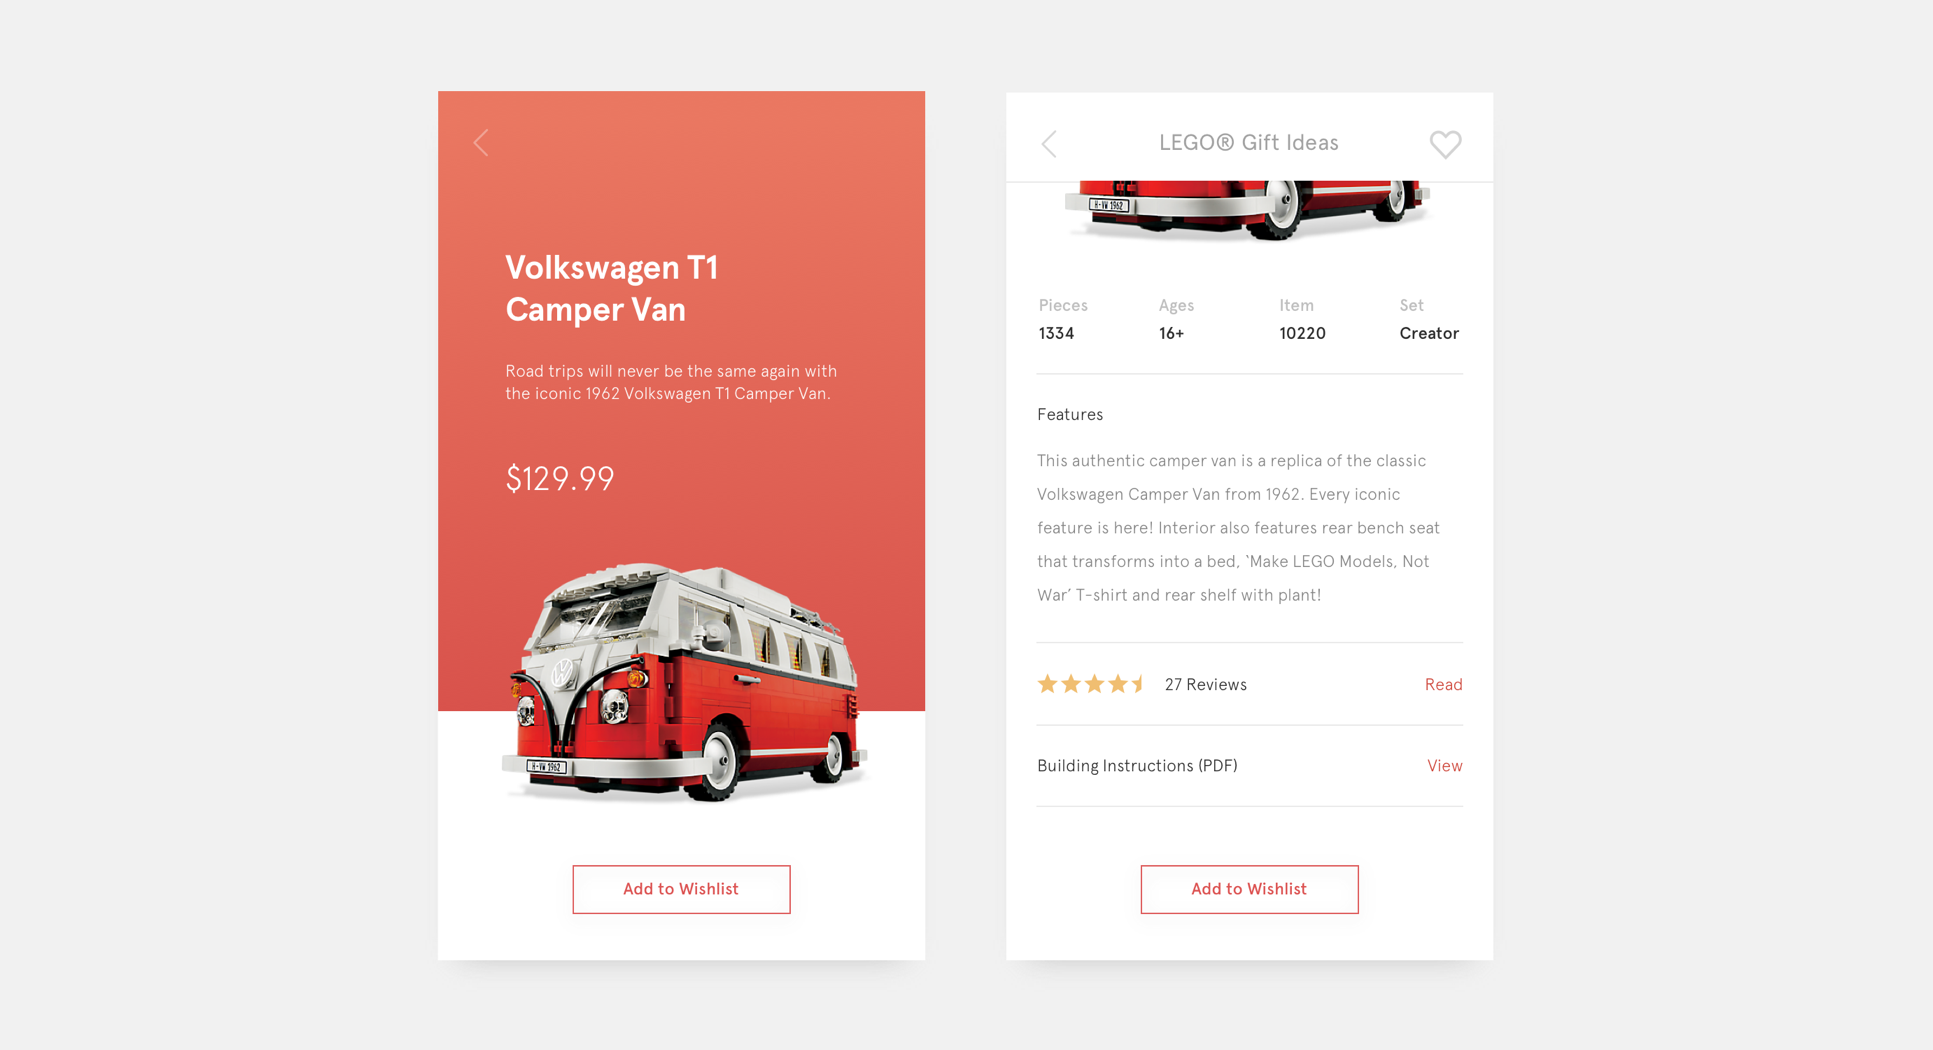 Volkswagen T1
Camper Van
Road trips will never be the same again with
the iconic 1962 Volkswagen T1 Camper Van.
$129.99
H-VW 1962
Add to Wishlist
LEGO® Gift Ideas
H-VW 1962
Pieces Ages Item Set
1334 16+ 10220 Creator
Features
This authentic camper van is a replica of the classic
Volkswagen Camper Van from 1962. Every iconic
feature is here! Interior also features rear bench seat
that transforms into a bed, ‘Make LEGO Models, Not
War’ T-shirt and rear shelf with plant!
27 Reviews Read
Building Instructions (PDF) View
Add to Wishlist